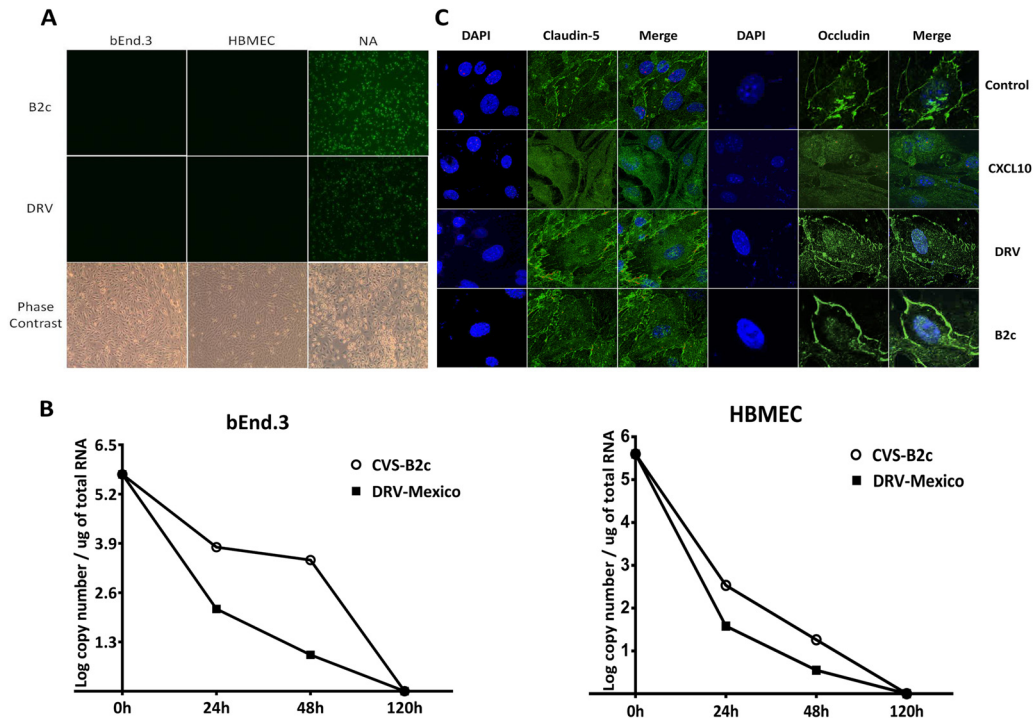 A
bEnd.3 HBMEC NA
B2c
DRV
Phase
Contrast
C
DAPI Claudin-5 Merge DAPI Occludin Merge
Control
CXCL10
DRV
B2c
B
bEnd.3
Log copy number / ug of total RNA
6.5
5.2
3.9
2.6
1.3
CVS-B2c
DRV-Mexico
0h 24h 48h 120h
HBMEC
Log copy number / ug of total RNA
6
5
4
3
2
1
CVS-B2c
DRV-Mexico
0h 24h 48h 120h